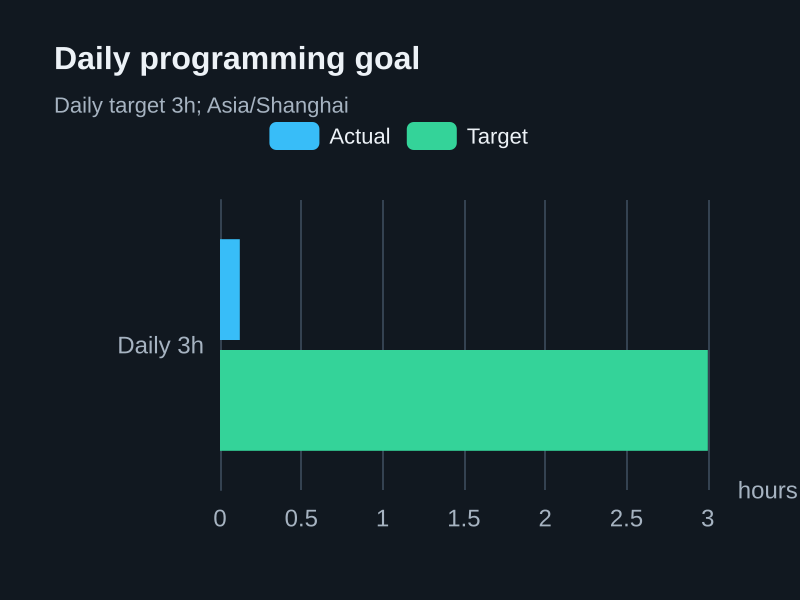 Daily programming goal
Daily target 3h; Asia/Shanghai
Actual Target
Daily 3h
hours
0 0.5 1 1.5 2 2.5 3